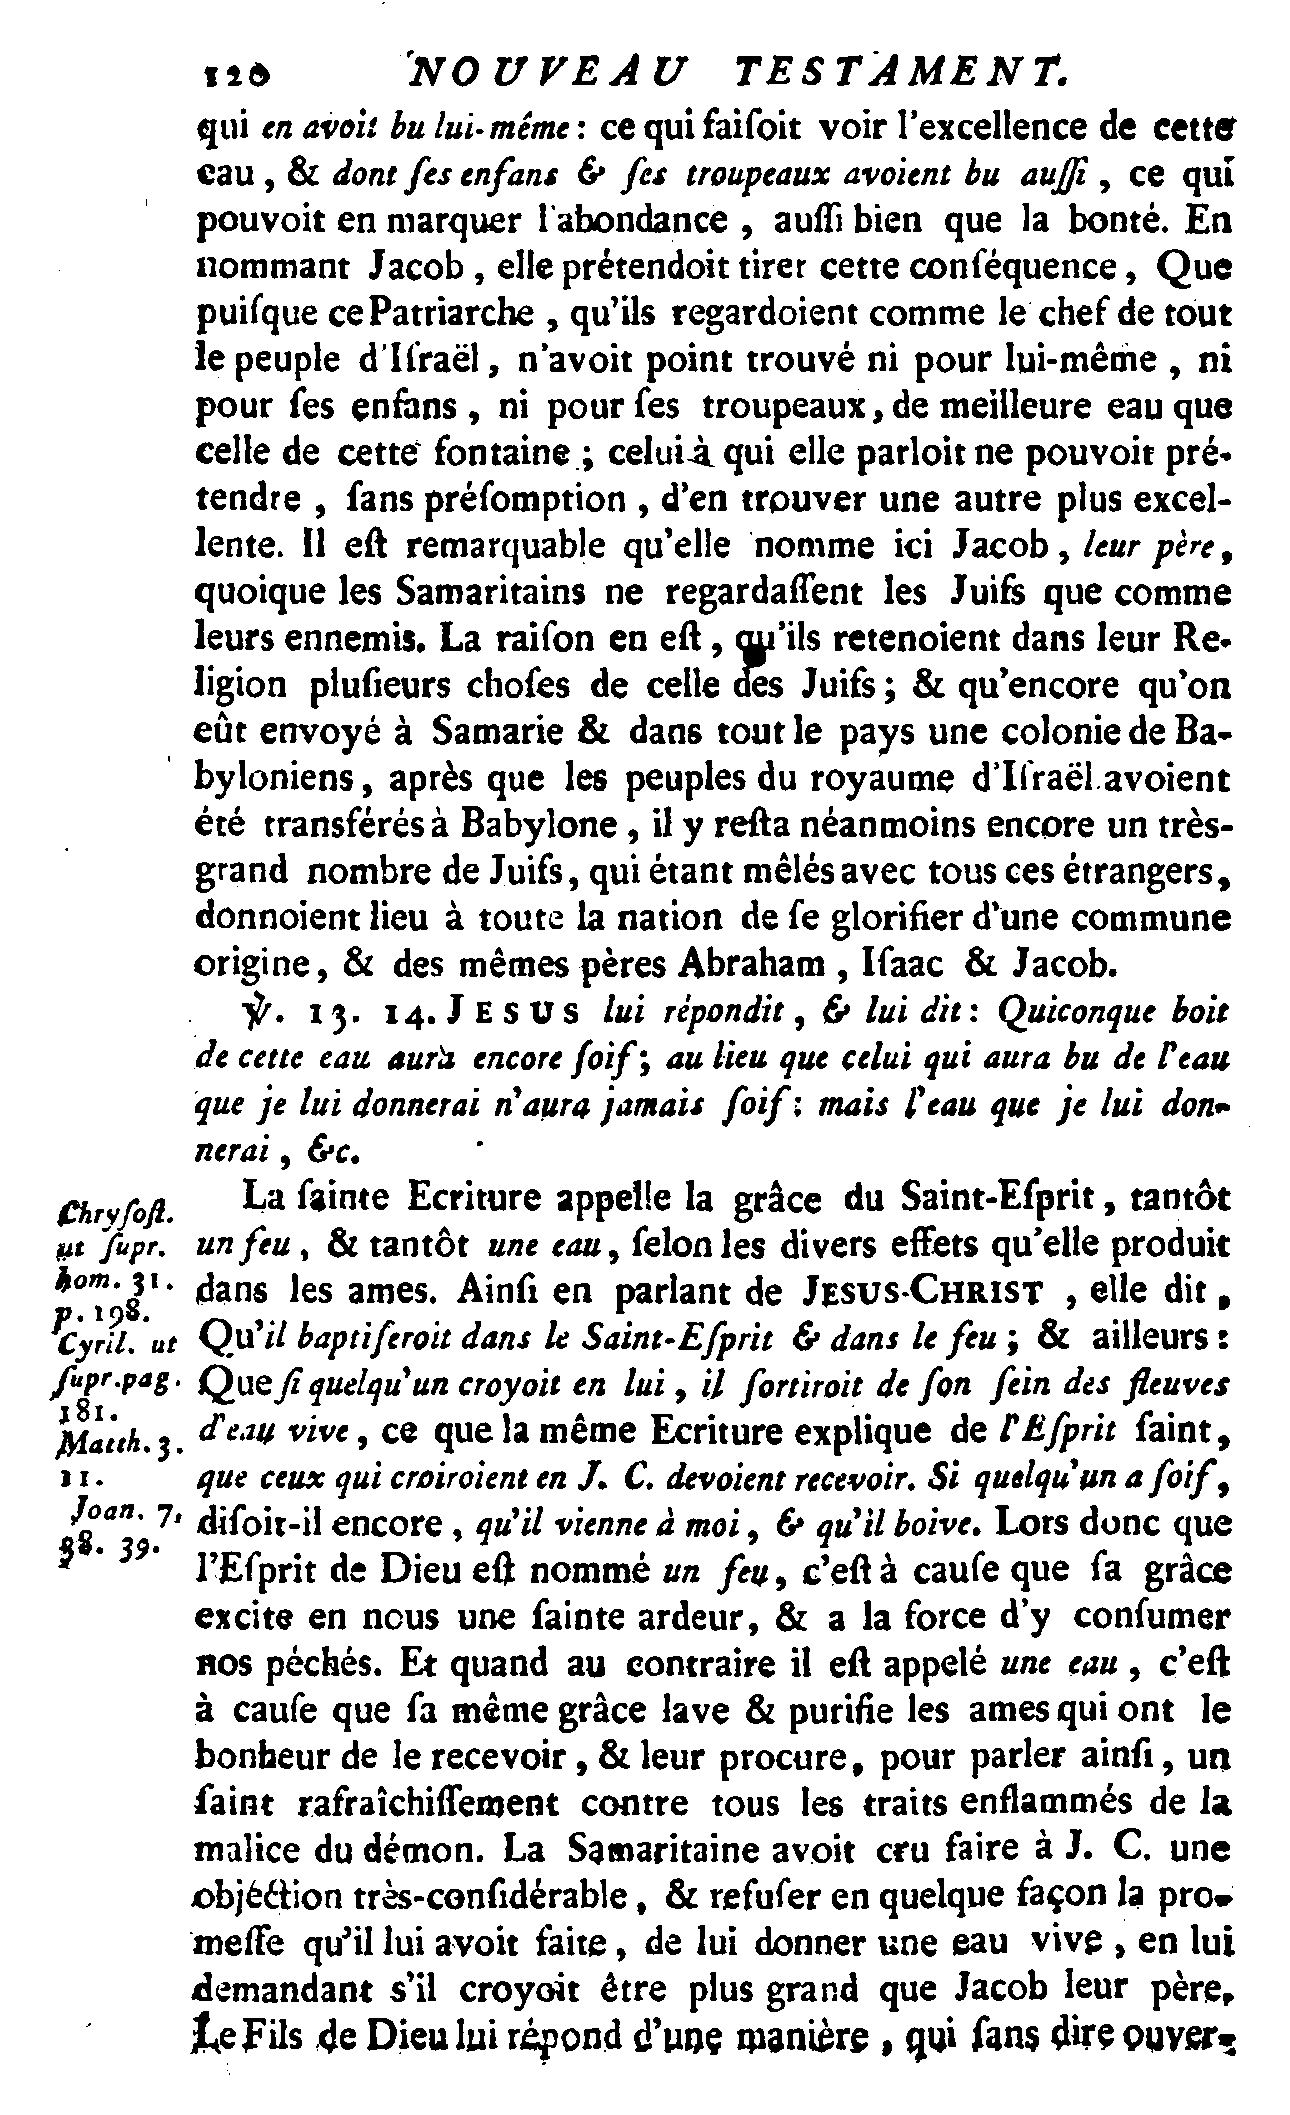 120 NOUVEAU TESTAMENT.
qui en avoit bu lui-même : ce qui faiſoit voir l'excellence de cette
eau, & dont ſes enfans & ſes troupeaux avoient bu auſſi, ce qui
pouvoit en marquer l'abondance, auſſi bien que la bonté. En
nommant Jacob, elle prétendoit tirer cette conſéquence, Que
puiſque ce Patriarche, qu'ils regardoient comme le chef de tout
le peuple d'Iſraël, n'avoit point trouvé ni pour lui-même, ni
pour ſes enfans, ni pour ſes troupeaux, de meilleure eau que
celle de cette fontaine ; celui à qui elle parloit ne pouvoit pré-
tendre, ſans préſomption, d'en trouver une autre plus excel-
lente. Il eſt remarquable qu'elle nomme ici Jacob, leur père,
quoique les Samaritains ne regardaſſent les Juifs que comme
leurs ennemis. La raiſon en eſt, qu'ils retenoient dans leur Re-
ligion pluſieurs choſes de celle des Juifs ; & qu'encore qu'on
eût envoyé à Samarie & dans tout le pays une colonie de Ba-
byloniens, après que les peuples du royaume d'Iſraël avoient
été transférés à Babylone, il y reſta néanmoins encore un très-
grand nombre de Juifs, qui étant mêlés avec tous ces étrangers,
donnoient lieu à toute la nation de ſe glorifier d'une commune
origine, & des mêmes pères Abraham, Iſaac & Jacob.
℣. 13. 14. JESUS lui répondit, & lui dit : Quiconque boit
de cette eau aura encore ſoif ; au lieu que celui qui aura bu de l'eau
que je lui donnerai n'aura jamais ſoif : mais l'eau que je lui don-
nerai, &c.
La ſainte Ecriture appelle la grâce du Saint-Eſprit, tantôt
un feu, & tantôt une eau, ſelon les divers effets qu'elle produit
dans les ames. Ainſi en parlant de JESUS-CHRIST, elle dit,
Qu'il baptiſeroit dans le Saint-Eſprit & dans le feu ; & ailleurs :
Que ſi quelqu'un croyoit en lui, il ſortiroit de ſon ſein des fleuves
d'eau vive, ce que la même Ecriture explique de l'Eſprit ſaint,
que ceux qui croiroient en J. C. devoient recevoir. Si quelqu'un a ſoif,
diſoit-il encore, qu'il vienne à moi, & qu'il boive. Lors donc que
l'Eſprit de Dieu eſt nommé un feu, c'eſt à cauſe que ſa grâce
excite en nous une ſainte ardeur, & a la force d'y conſumer
nos péchés. Et quand au contraire il eſt appelé une eau, c'eſt
à cauſe que ſa même grâce lave & purifie les ames qui ont le
bonheur de le recevoir, & leur procure, pour parler ainſi, un
ſaint rafraîchiſſement contre tous les traits enflammés de la
malice du démon. La Samaritaine avoit cru faire à J. C. une
objéction très-conſidérable, & refuſer en quelque façon la pro-
meſſe qu'il lui avoit faite, de lui donner une eau vive, en lui
demandant s'il croyoit être plus grand que Jacob leur père.
Le Fils de Dieu lui répond d'une manière, qui ſans dire ouver-
Chryſoſt.
ut ſupr.
hom. 31.
p. 198.
Cyril. ut
ſupr. pag.
181.
Matth. 3.
11.
Joan. 7,
38. 39.